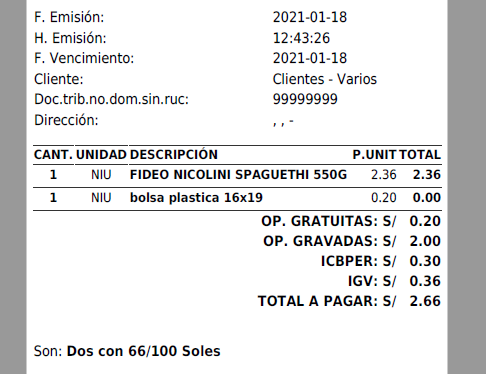 F. Emisión: 2021-01-18
H. Emisión: 12:43:26
F. Vencimiento: 2021-01-18
Cliente: Clientes - Varios
Doc.trib.no.dom.sin.ruc: 99999999
Dirección: , , -
CANT. UNIDAD DESCRIPCIÓN P.UNIT TOTAL
1 NIU FIDEO NICOLINI SPAGUETHI 550G 2.36 2.36
1 NIU bolsa plastica 16x19 0.20 0.00
OP. GRATUITAS: S/ 0.20
OP. GRAVADAS: S/ 2.00
ICBPER: S/ 0.30
IGV: S/ 0.36
TOTAL A PAGAR: S/ 2.66
Son: Dos con 66/100 Soles